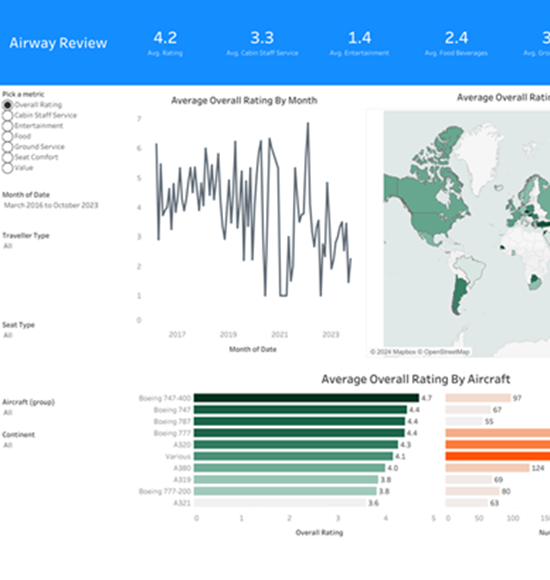 Airway Review
4.2
3.3
1.4
2.4
3
Avg. Rating
Avg. Cabin Staff Service
Avg. Entertainment
Avg. Food Beverages
Avg. Gro
Pick a metric
Overall Rating
Cabin Staff Service
Entertainment
Food
Ground Service
Seat Comfort
Value
Month of Date
March 2016 to October 2023
Traveller Type
All
Seat Type
All
Aircraft (group)
All
Continent
All
Average Overall Rating By Month
7
6
5
4
3
2
1
0
2017 2019 2021 2023
Month of Date
Average Overall Ratin
© 2024 Mapbox © OpenStreetMap
Average Overall Rating By Aircraft
Boeing 747-400 4.7 97
Boeing 747 4.4 67
Boeing 787 4.4 55
Boeing 777 4.4
A320 4.3
Various 4.1
A380 4.0 124
A319 3.8 69
Boeing 777-200 3.8 80
A321 3.6 63
0 1 2 3 4 5 0 50 100 15
Overall Rating
Nu